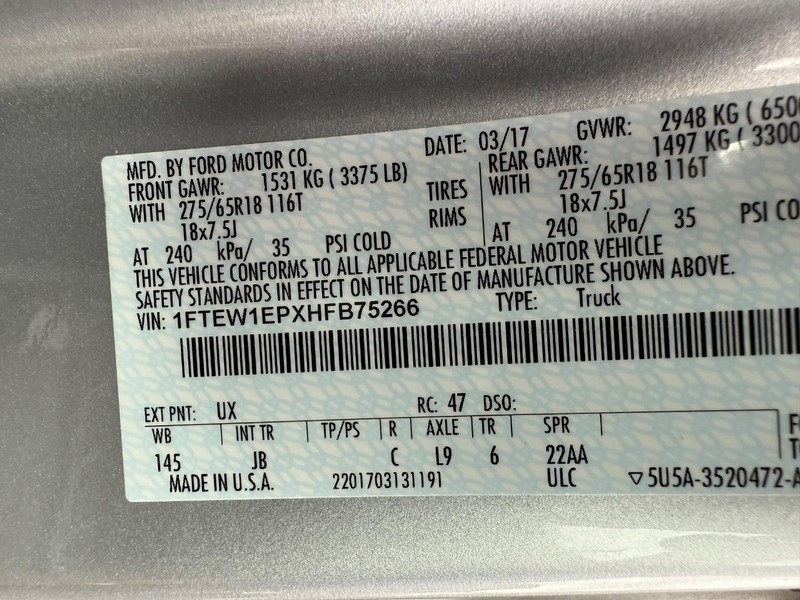 MFD. BY FORD MOTOR CO. DATE: 03/17 GVWR: 2948 KG ( 650
FRONT GAWR: 1531 KG ( 3375 LB) REAR GAWR: 1497 KG ( 3300
WITH 275/65R18 116T TIRES WITH 275/65R18 116T
18x7.5J RIMS 18x7.5J
AT 240 kPa/ 35 PSI COLD AT 240 kPa/ 35 PSI CO
THIS VEHICLE CONFORMS TO ALL APPLICABLE FEDERAL MOTOR VEHICLE
SAFETY STANDARDS IN EFFECT ON THE DATE OF MANUFACTURE SHOWN ABOVE.
VIN: 1FTEW1EPXHFB75266 TYPE: Truck
EXT PNT: UX RC: 47 DSO:
WB INT TR TP/PS R AXLE TR SPR
145 JB C L9 6 22AA
MADE IN U.S.A. 2201703131191 ULC ▽5U5A-3520472-A